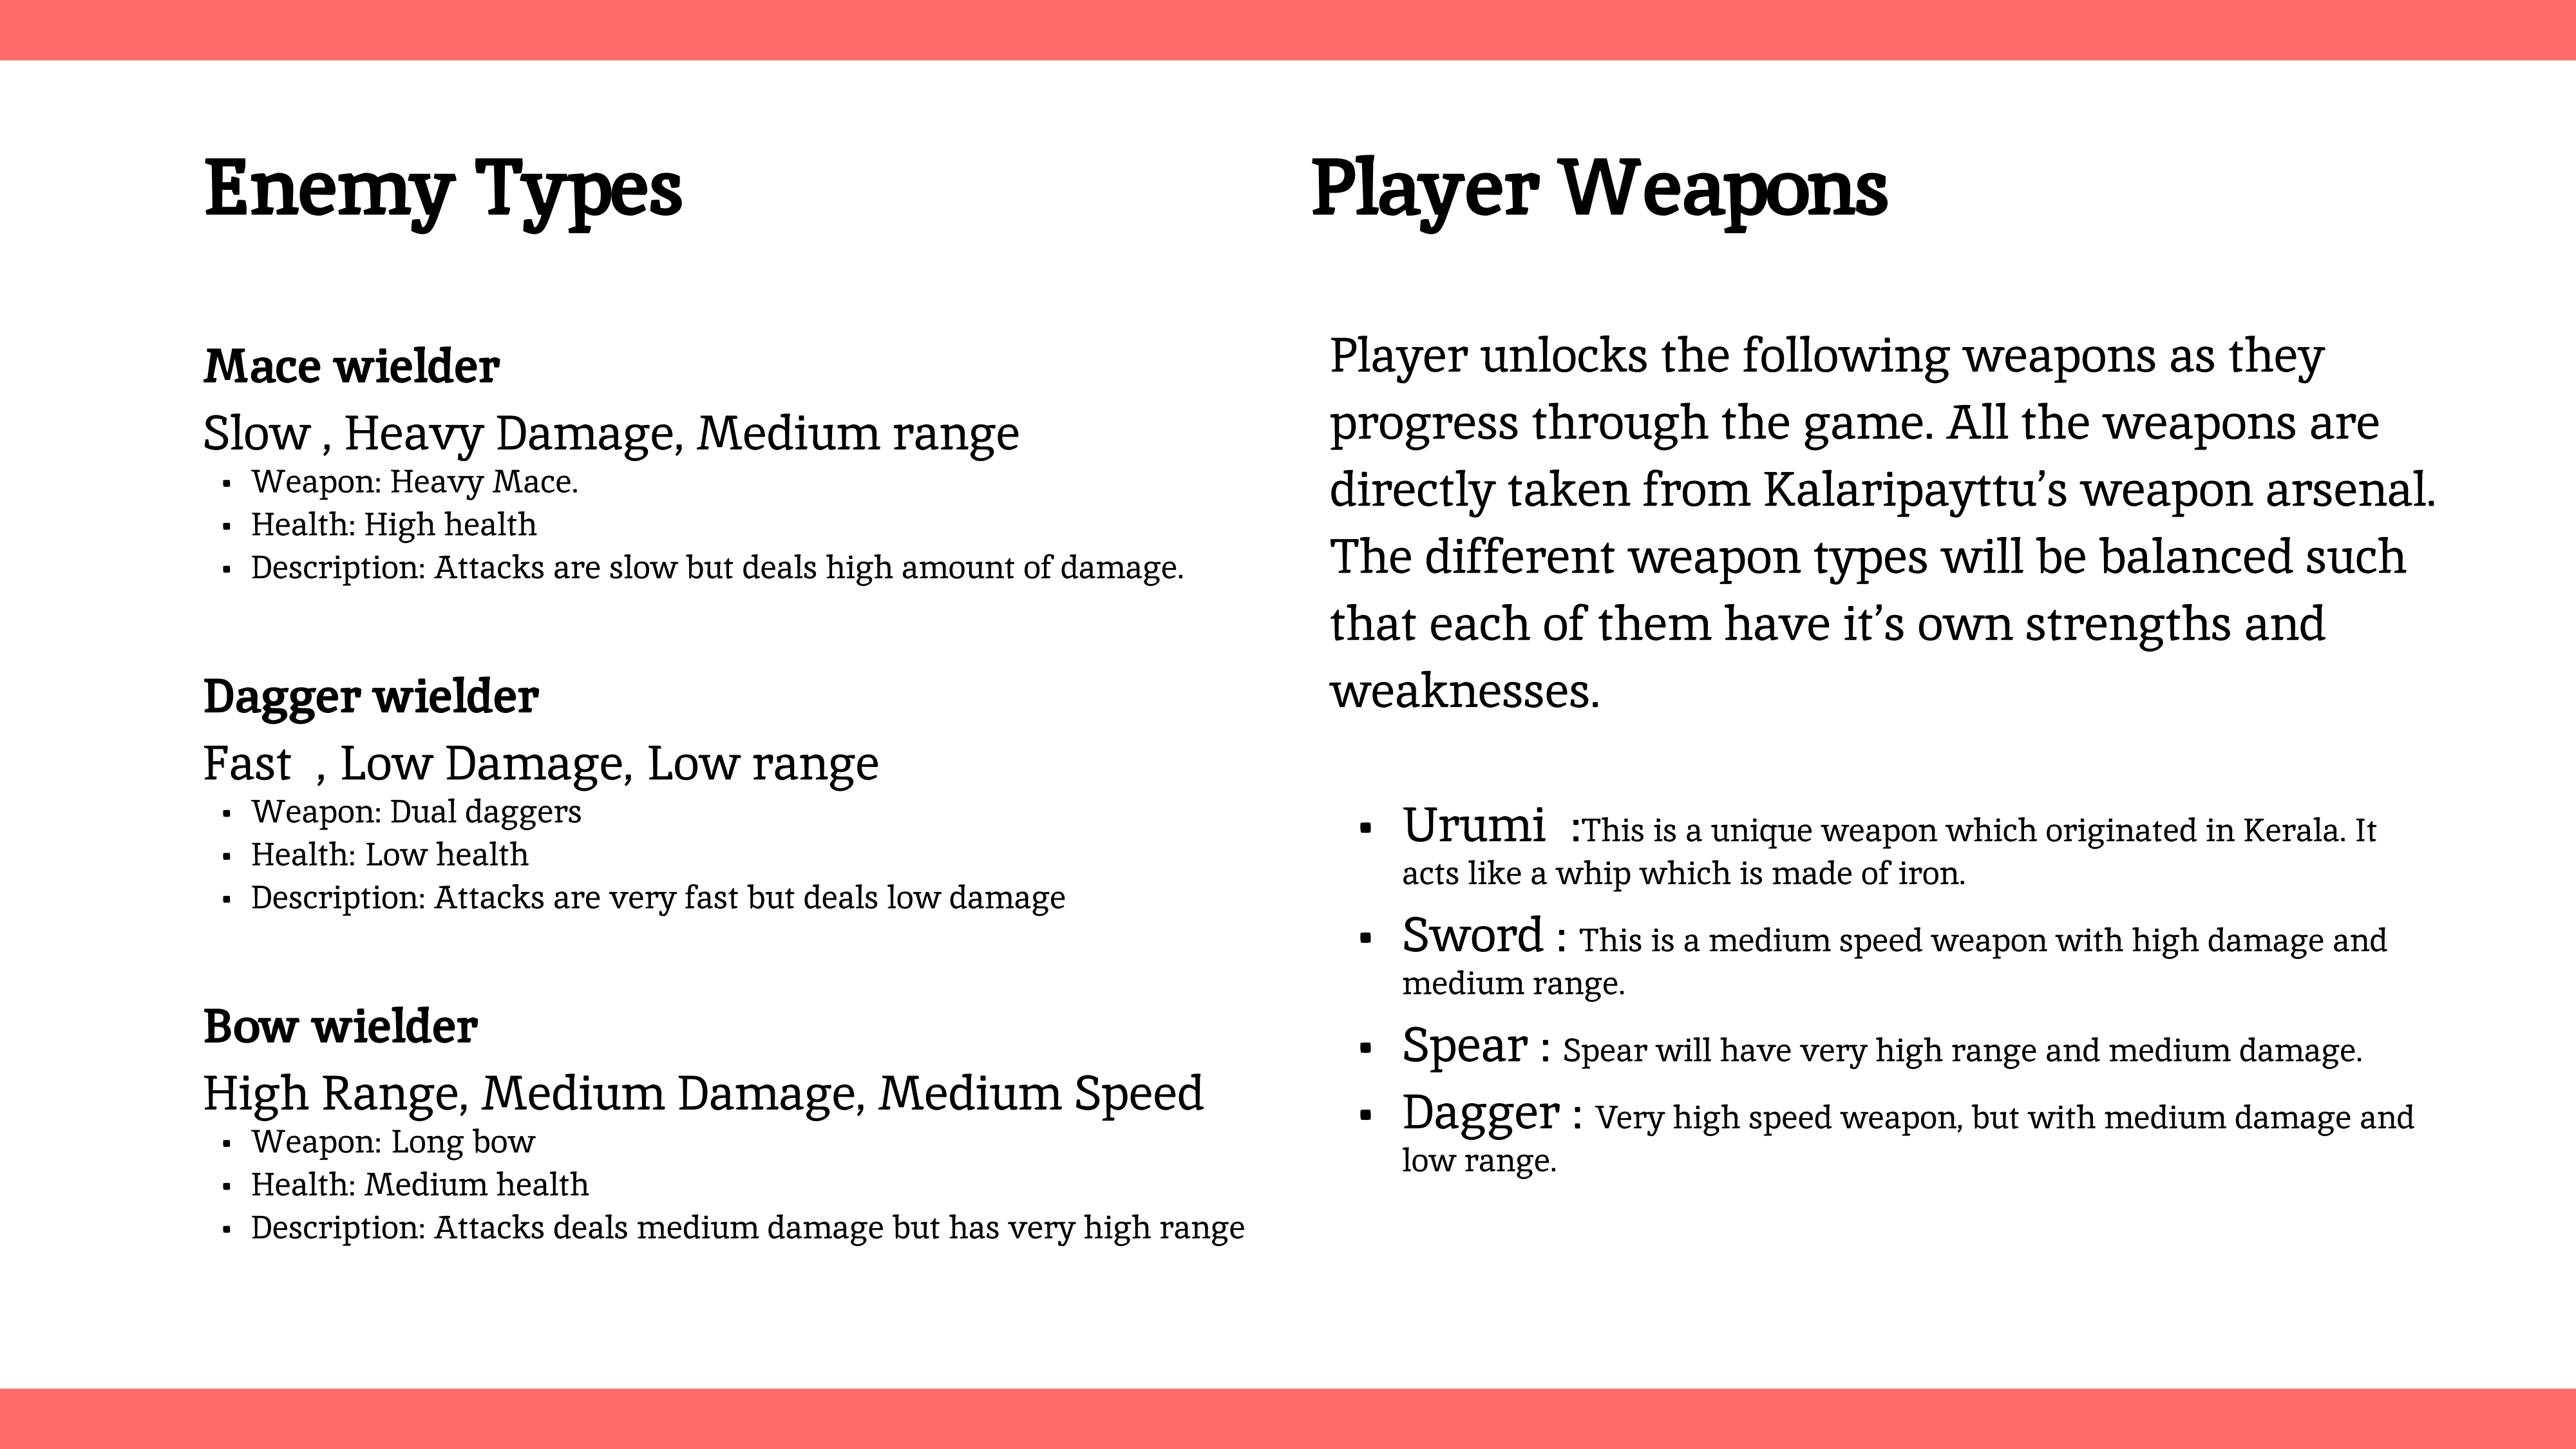 Enemy Types
Mace wielder
Slow , Heavy Damage, Medium range
▪ Weapon: Heavy Mace.
▪ Health: High health
▪ Description: Attacks are slow but deals high amount of damage.
Dagger wielder
Fast  , Low Damage, Low range
▪ Weapon: Dual daggers
▪ Health: Low health
▪ Description: Attacks are very fast but deals low damage
Bow wielder
High Range, Medium Damage, Medium Speed
▪ Weapon: Long bow
▪ Health: Medium health
▪ Description: Attacks deals medium damage but has very high range
Player Weapons
Player unlocks the following weapons as they
progress through the game. All the weapons are
directly taken from Kalaripayttu’s weapon arsenal.
The different weapon types will be balanced such
that each of them have it’s own strengths and
weaknesses.
▪ Urumi  :This is a unique weapon which originated in Kerala. It
acts like a whip which is made of iron.
▪ Sword : This is a medium speed weapon with high damage and
medium range.
▪ Spear : Spear will have very high range and medium damage.
▪ Dagger : Very high speed weapon, but with medium damage and
low range.